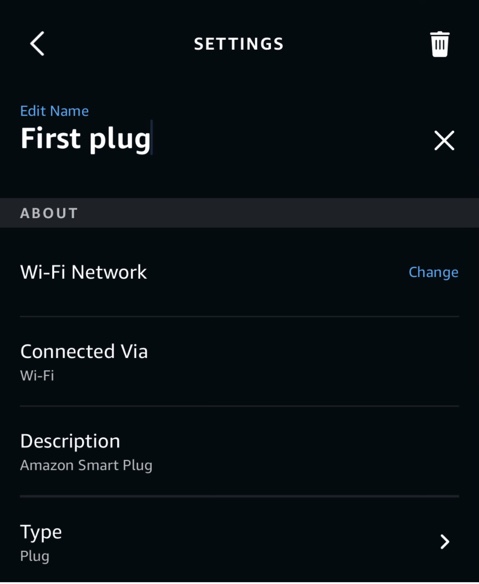 SETTINGS
Edit Name
First plug
ABOUT
Wi-Fi Network
Change
Connected Via
Wi-Fi
Description
Amazon Smart Plug
Type
Plug